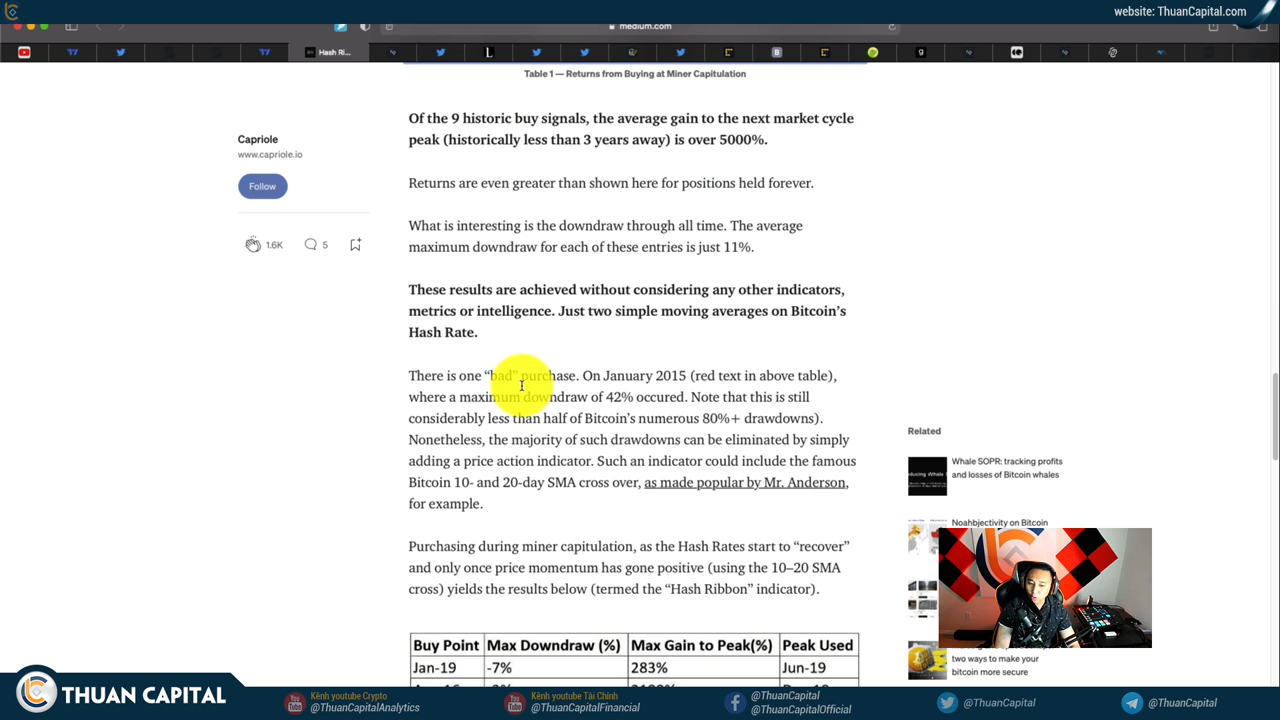 website: ThuanCapital.com
medium.com
Hash Ri...
Table 1 — Returns from Buying at Miner Capitulation
Of the 9 historic buy signals, the average gain to the next market cycle
peak (historically less than 3 years away) is over 5000%.
Capriole
www.capriole.io
Follow
1.6K
5
Returns are even greater than shown here for positions held forever.
What is interesting is the downdraw through all time. The average
maximum downdraw for each of these entries is just 11%.
These results are achieved without considering any other indicators,
metrics or intelligence. Just two simple moving averages on Bitcoin's
Hash Rate.
There is one “bad” purchase. On January 2015 (red text in above table),
where a maximum downdraw of 42% occured. Note that this is still
considerably less than half of Bitcoin's numerous 80%+ drawdowns).
Nonetheless, the majority of such drawdowns can be eliminated by simply
adding a price action indicator. Such an indicator could include the famous
Bitcoin 10- and 20-day SMA cross over, as made popular by Mr. Anderson,
for example.
Purchasing during miner capitulation, as the Hash Rates start to “recover”
and only once price momentum has gone positive (using the 10–20 SMA
cross) yields the results below (termed the “Hash Ribbon” indicator).
Buy Point Max Downdraw (%) Max Gain to Peak(%) Peak Used
Jan-19 -7% 283% Jun-19
Related
Whale SOPR: tracking profits
and losses of Bitcoin whales
Noahbjectivity on Bitcoin
two ways to make your
bitcoin more secure
THUAN CAPITAL
Kênh youtube Crypto
@ThuanCapitalAnalytics
Kênh youtube Tài Chính
@ThuanCapitalFinancial
@ThuanCapital
@ThuanCapitalOfficial
@ThuanCapital
@ThuanCapital